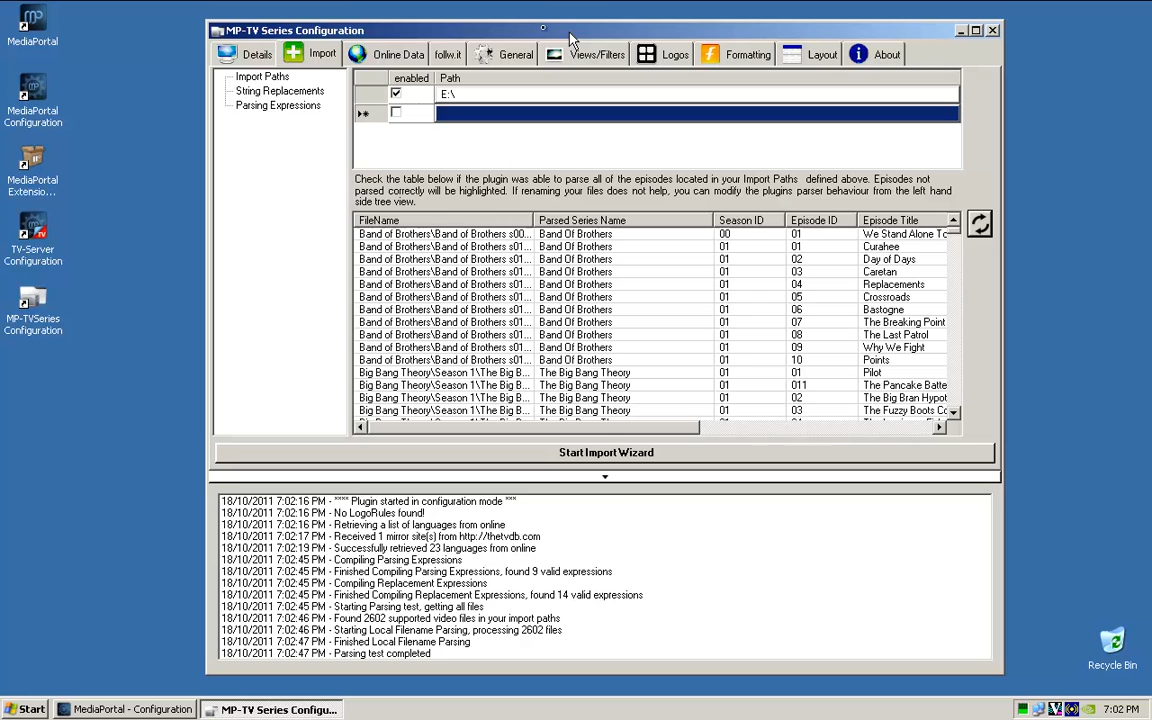 MediaPortal
MediaPortal
Configuration
MediaPortal
Extensio...
TV-Server
Configuration
MP-TVSeries
Configuration
MP-TV Series Configuration
Details Import Online Data follw.it General Views/Filters Logos Formatting Layout About
Import Paths
String Replacements
Parsing Expressions
enabled Path
E:\
Check the table below if the plugin was able to parse all of the episodes located in your Import Paths defined above. Episodes not
parsed correctly will be highlighted. If renaming your files does not help, you can modify the plugins parser behaviour from the left hand
side tree view.
FileName Parsed Series Name Season ID Episode ID Episode Title
Band of Brothers\Band of Brothers s00... Band Of Brothers 00 01 We Stand Alone To
Band of Brothers\Band of Brothers s01... Band Of Brothers 01 01 Curahee
Band of Brothers\Band of Brothers s01... Band Of Brothers 01 02 Day of Days
Band of Brothers\Band of Brothers s01... Band Of Brothers 01 03 Caretan
Band of Brothers\Band of Brothers s01... Band Of Brothers 01 04 Replacements
Band of Brothers\Band of Brothers s01... Band Of Brothers 01 05 Crossroads
Band of Brothers\Band of Brothers s01... Band Of Brothers 01 06 Bastogne
Band of Brothers\Band of Brothers s01... Band Of Brothers 01 07 The Breaking Point
Band of Brothers\Band of Brothers s01... Band Of Brothers 01 08 The Last Patrol
Band of Brothers\Band of Brothers s01... Band Of Brothers 01 09 Why We Fight
Band of Brothers\Band of Brothers s01... Band Of Brothers 01 10 Points
Big Bang Theory\Season 1\The Big B... The Big Bang Theory 01 01 Pilot
Big Bang Theory\Season 1\The Big B... The Big Bang Theory 01 011 The Pancake Batte
Big Bang Theory\Season 1\The Big B... The Big Bang Theory 01 02 The Big Bran Hypot
Big Bang Theory\Season 1\The Big B... The Big Bang Theory 01 03 The Fuzzy Boots Co
Start Import Wizard
18/10/2011 7:02:16 PM - **** Plugin started in configuration mode ***
18/10/2011 7:02:16 PM - No LogoRules found!
18/10/2011 7:02:16 PM - Retrieving a list of languages from online
18/10/2011 7:02:17 PM - Received 1 mirror site(s) from http://thetvdb.com
18/10/2011 7:02:19 PM - Successfully retrieved 23 languages from online
18/10/2011 7:02:45 PM - Compiling Parsing Expressions
18/10/2011 7:02:45 PM - Finished Compiling Parsing Expressions, found 9 valid expressions
18/10/2011 7:02:45 PM - Compiling Replacement Expressions
18/10/2011 7:02:45 PM - Finished Compiling Replacement Expressions, found 14 valid expressions
18/10/2011 7:02:45 PM - Starting Parsing test, getting all files
18/10/2011 7:02:46 PM - Found 2602 supported video files in your import paths
18/10/2011 7:02:46 PM - Starting Local Filename Parsing, processing 2602 files
18/10/2011 7:02:47 PM - Finished Local Filename Parsing
18/10/2011 7:02:47 PM - Parsing test completed
Recycle Bin
Start MediaPortal - Configuration MP-TV Series Configu... 7:02 PM